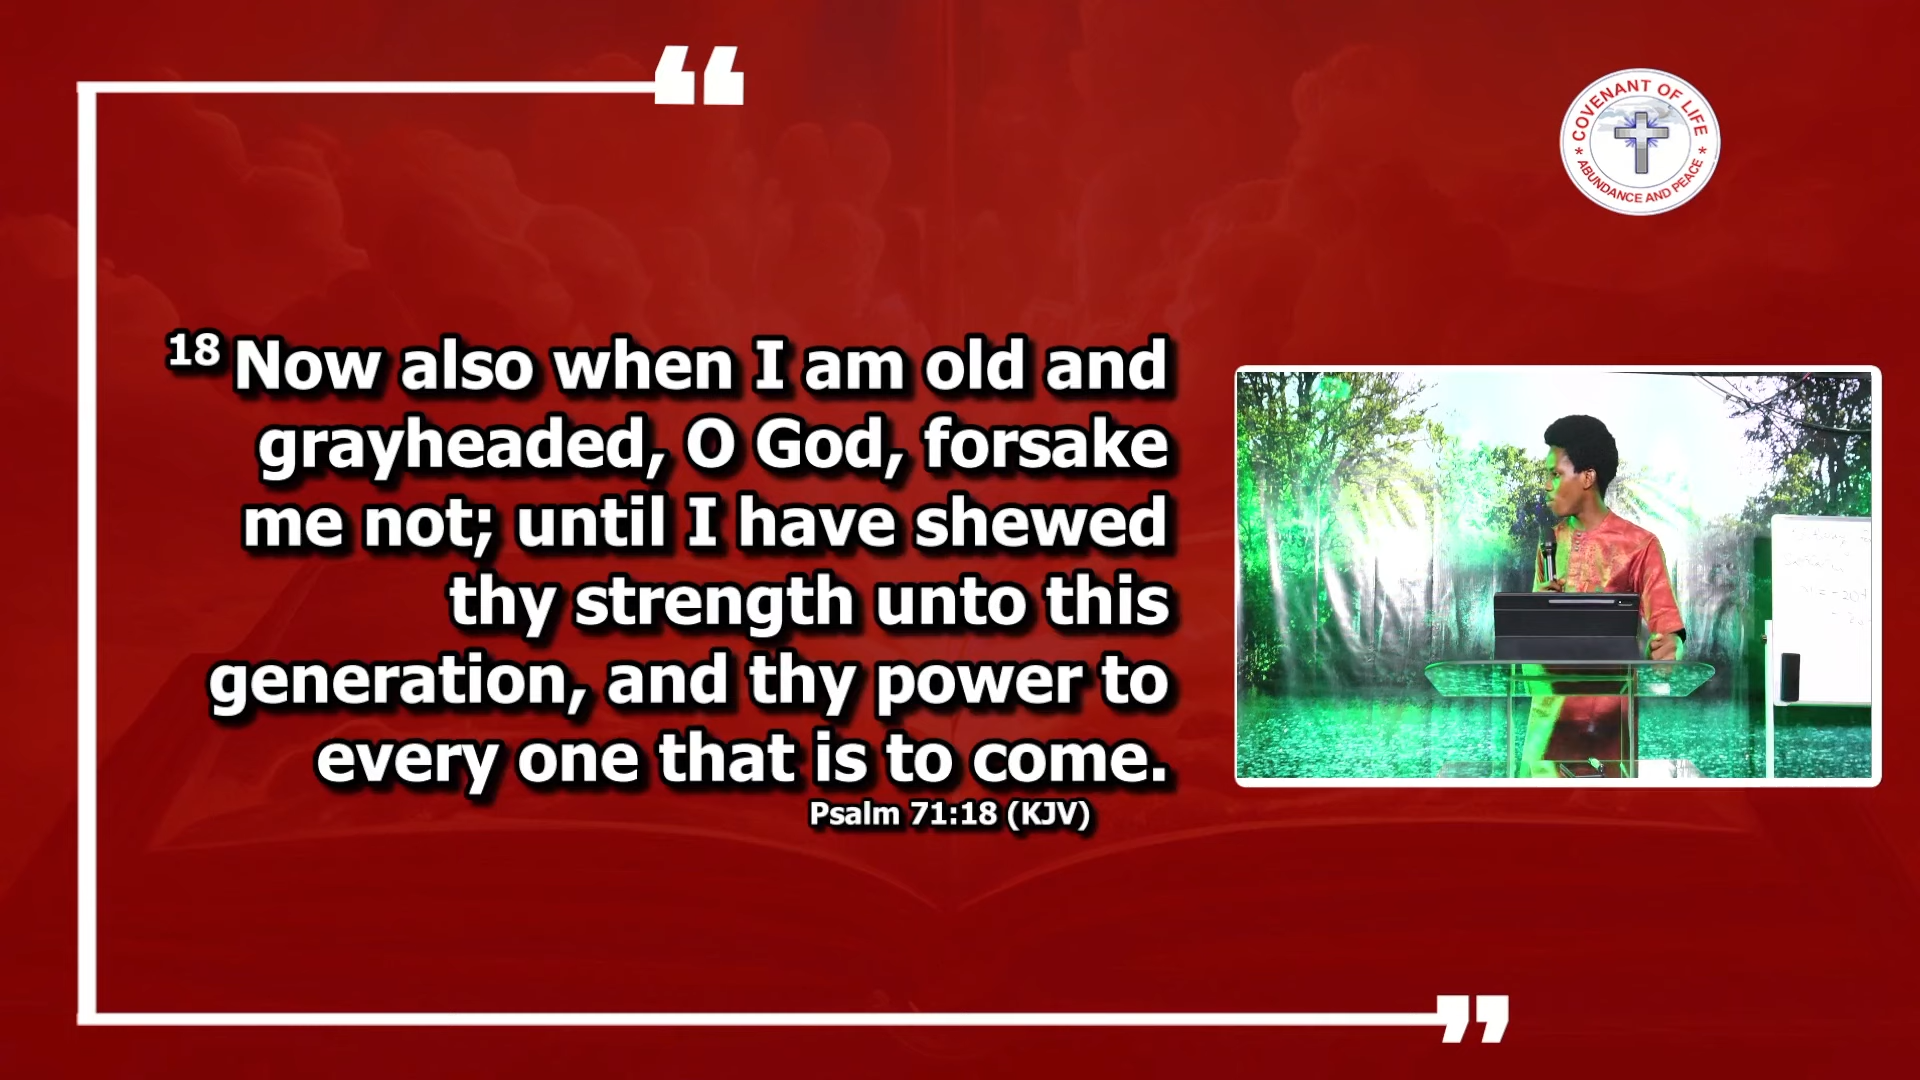 COVENANT OF LIFE
* ABUNDANCE AND PEACE *
18 Now also when I am old and
grayheaded, O God, forsake
me not; until I have shewed
thy strength unto this
generation, and thy power to
every one that is to come.
Psalm 71:18 (KJV)